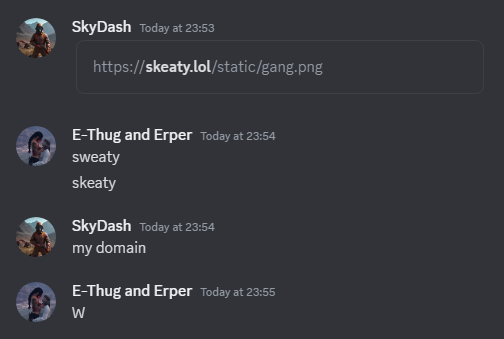 SkyDash Today at 23:53
https://skeaty.lol/static/gang.png
E-Thug and Erper Today at 23:54
sweaty
skeaty
SkyDash Today at 23:54
my domain
E-Thug and Erper Today at 23:55
W